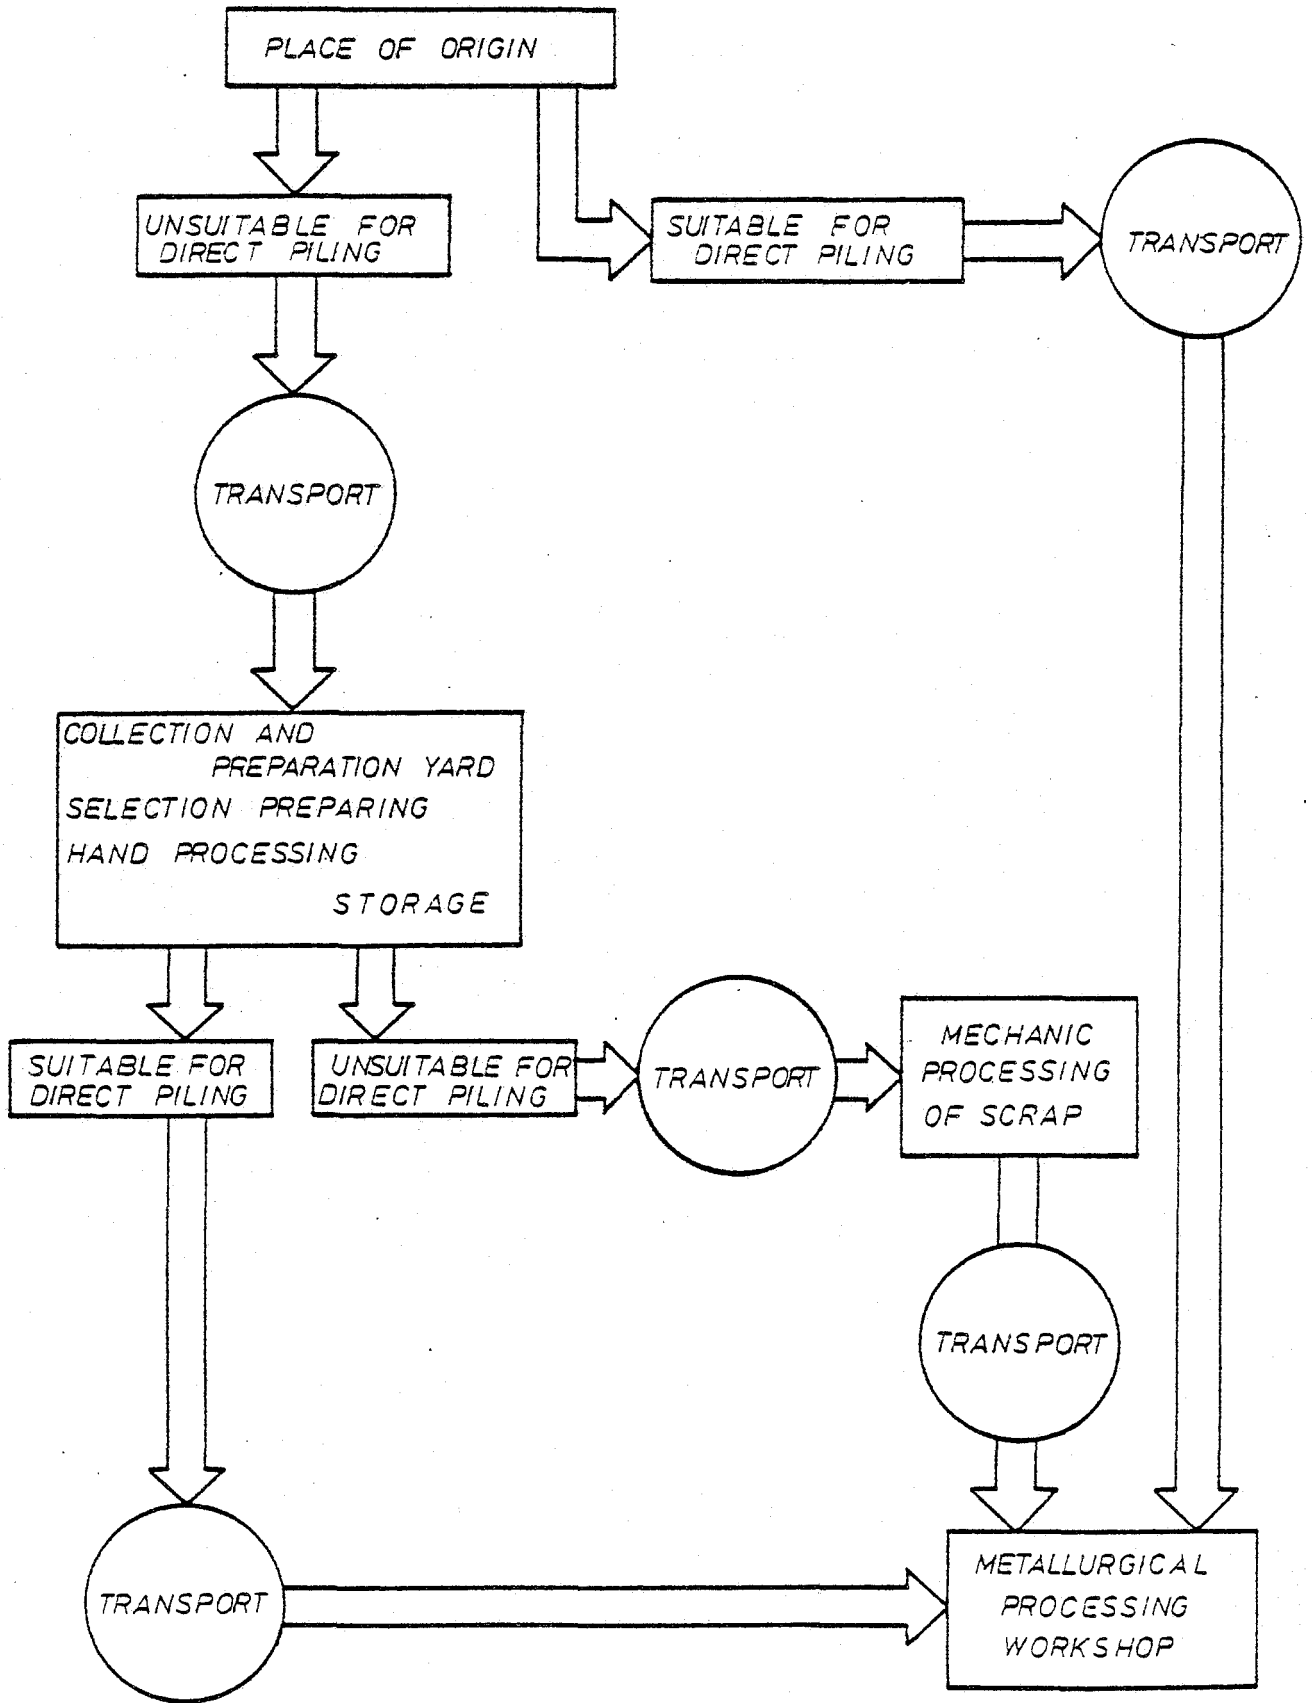 PLACE OF ORIGIN
UNSUITABLE FOR
DIRECT PILING
SUITABLE FOR
DIRECT PILING
TRANSPORT
TRANSPORT
COLLECTION AND
PREPARATION YARD
SELECTION PREPARING
HAND PROCESSING
STORAGE
SUITABLE FOR
DIRECT PILING
UNSUITABLE FOR
DIRECT PILING
TRANSPORT
MECHANIC
PROCESSING
OF SCRAP
TRANSPORT
TRANSPORT
METALLURGICAL
PROCESSING
WORKSHOP